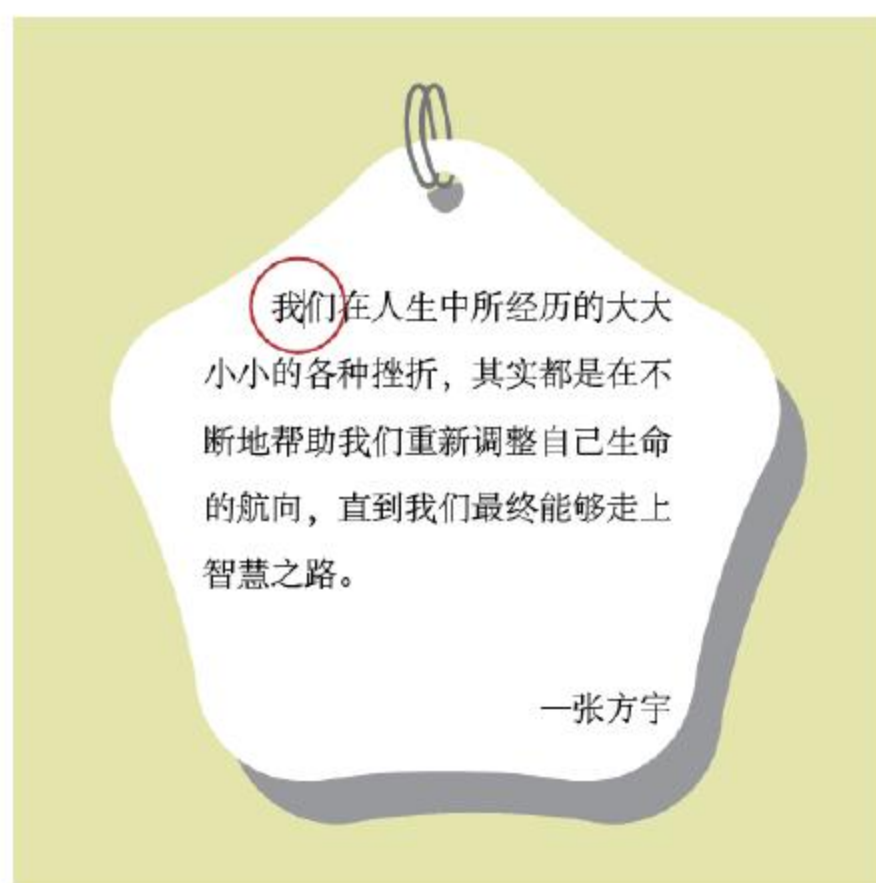 我们在人生中所经历的大大
小小的各种挫折，其实都是在不
断地帮助我们重新调整自己生命
的航向，直到我们最终能够走上
智慧之路。
—张方宇